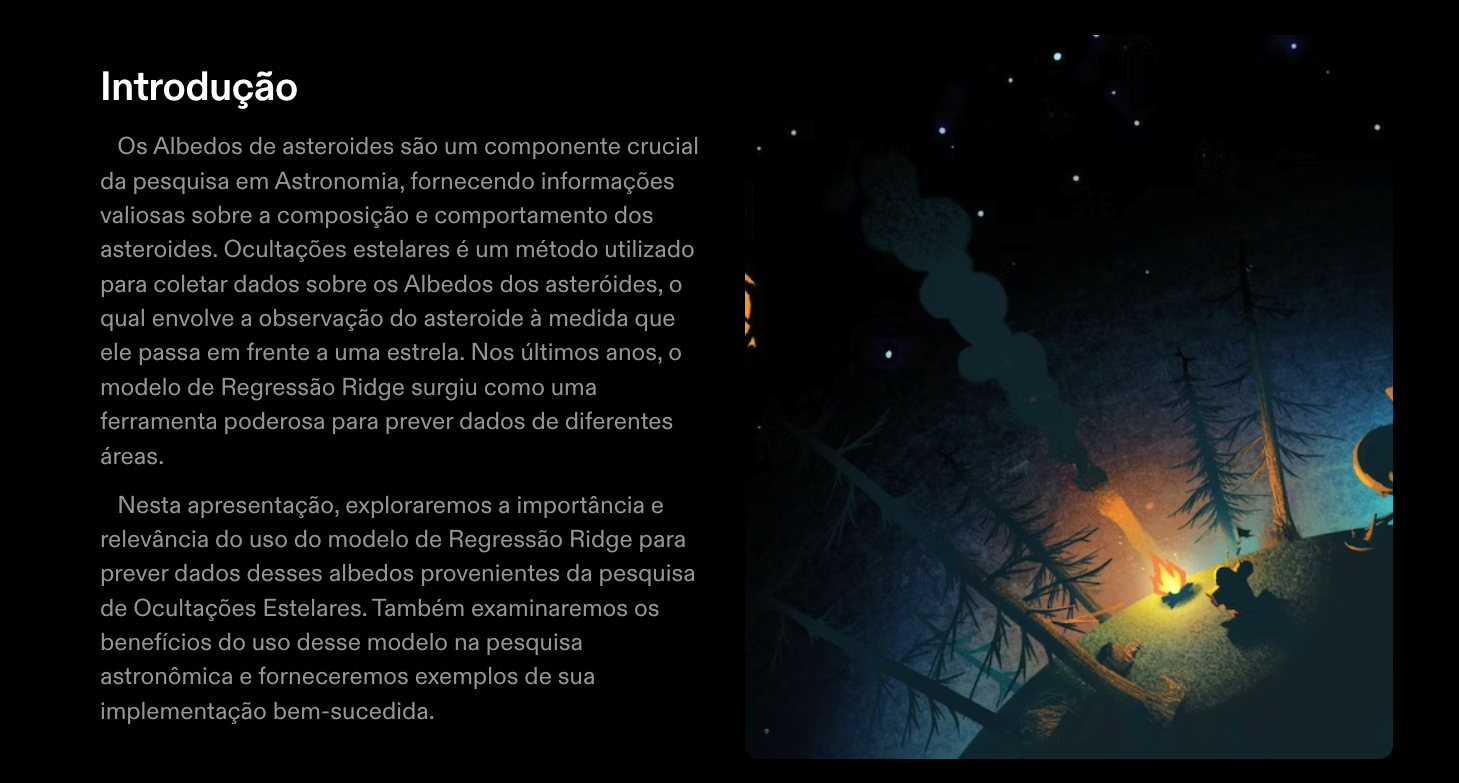 Introdução
Os Albedos de asteroides são um componente crucial
da pesquisa em Astronomia, fornecendo informações
valiosas sobre a composição e comportamento dos
asteroides. Ocultações estelares é um método utilizado
para coletar dados sobre os Albedos dos asteróides, o
qual envolve a observação do asteroide à medida que
ele passa em frente a uma estrela. Nos últimos anos, o
modelo de Regressão Ridge surgiu como uma
ferramenta poderosa para prever dados de diferentes
áreas.
Nesta apresentação, exploraremos a importância e
relevância do uso do modelo de Regressão Ridge para
prever dados desses albedos provenientes da pesquisa
de Ocultações Estelares. Também examinaremos os
benefícios do uso desse modelo na pesquisa
astronômica e forneceremos exemplos de sua
implementação bem-sucedida.